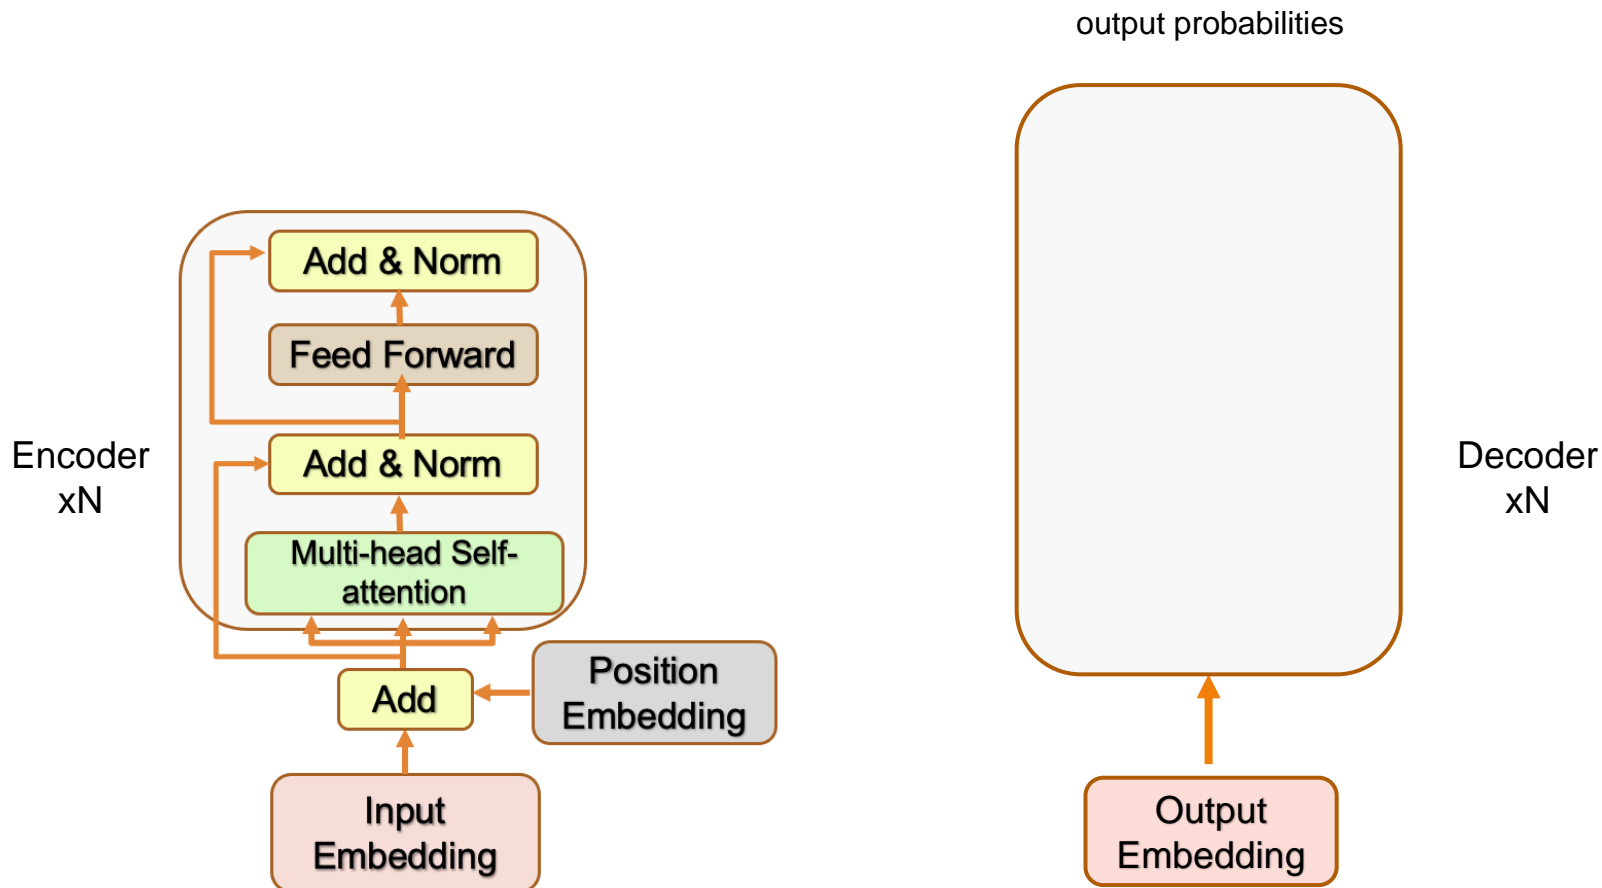 output probabilities
Add & Norm
Feed Forward
Encoder
xN
Add & Norm
Multi-head Self-
attention
Add
Position
Embedding
Input
Embedding
Decoder
xN
Output
Embedding